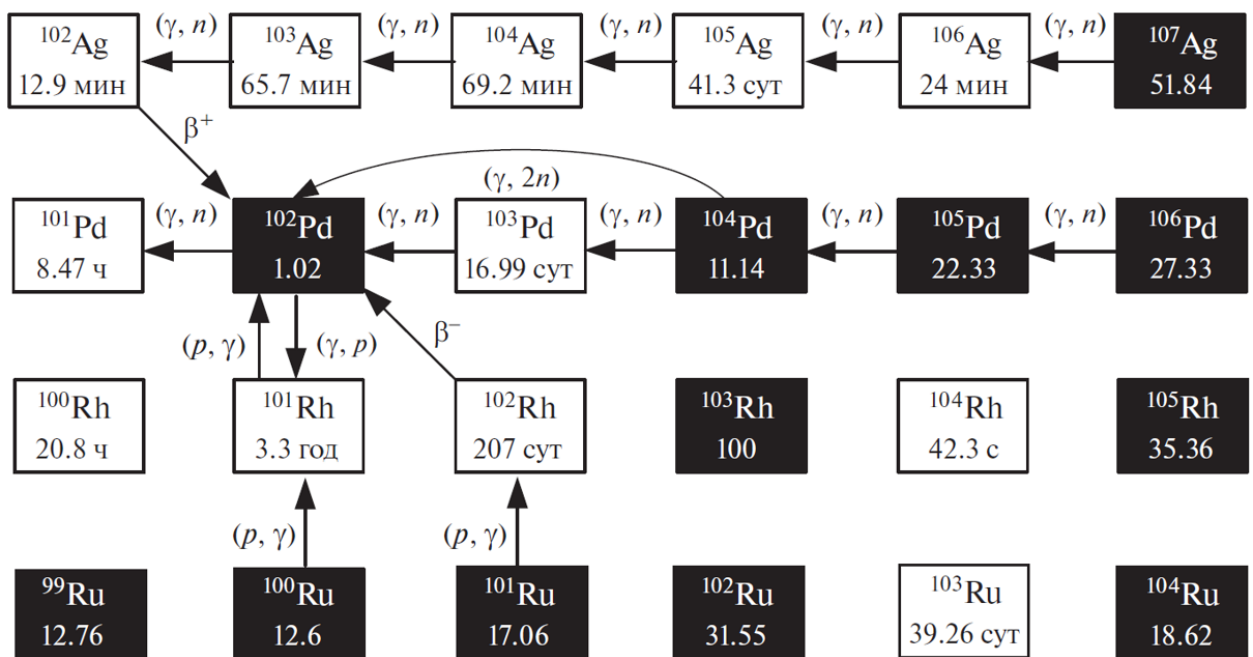 (γ, n) (γ, n) (γ, n) (γ, n) (γ, n)
¹⁰²Ag ¹⁰³Ag ¹⁰⁴Ag ¹⁰⁵Ag ¹⁰⁶Ag ¹⁰⁷Ag
12.9 мин 65.7 мин 69.2 мин 41.3 сут 24 мин 51.84
β⁺
(γ, 2n)
(γ, n) (γ, n) (γ, n) (γ, n) (γ, n)
¹⁰¹Pd ¹⁰²Pd ¹⁰³Pd ¹⁰⁴Pd ¹⁰⁵Pd ¹⁰⁶Pd
8.47 ч 1.02 16.99 сут 11.14 22.33 27.33
(p, γ) (γ, p) β⁻
¹⁰⁰Rh ¹⁰¹Rh ¹⁰²Rh ¹⁰³Rh ¹⁰⁴Rh ¹⁰⁵Rh
20.8 ч 3.3 год 207 сут 100 42.3 с 35.36
(p, γ) (p, γ)
⁹⁹Ru ¹⁰⁰Ru ¹⁰¹Ru ¹⁰²Ru ¹⁰³Ru ¹⁰⁴Ru
12.76 12.6 17.06 31.55 39.26 сут 18.62